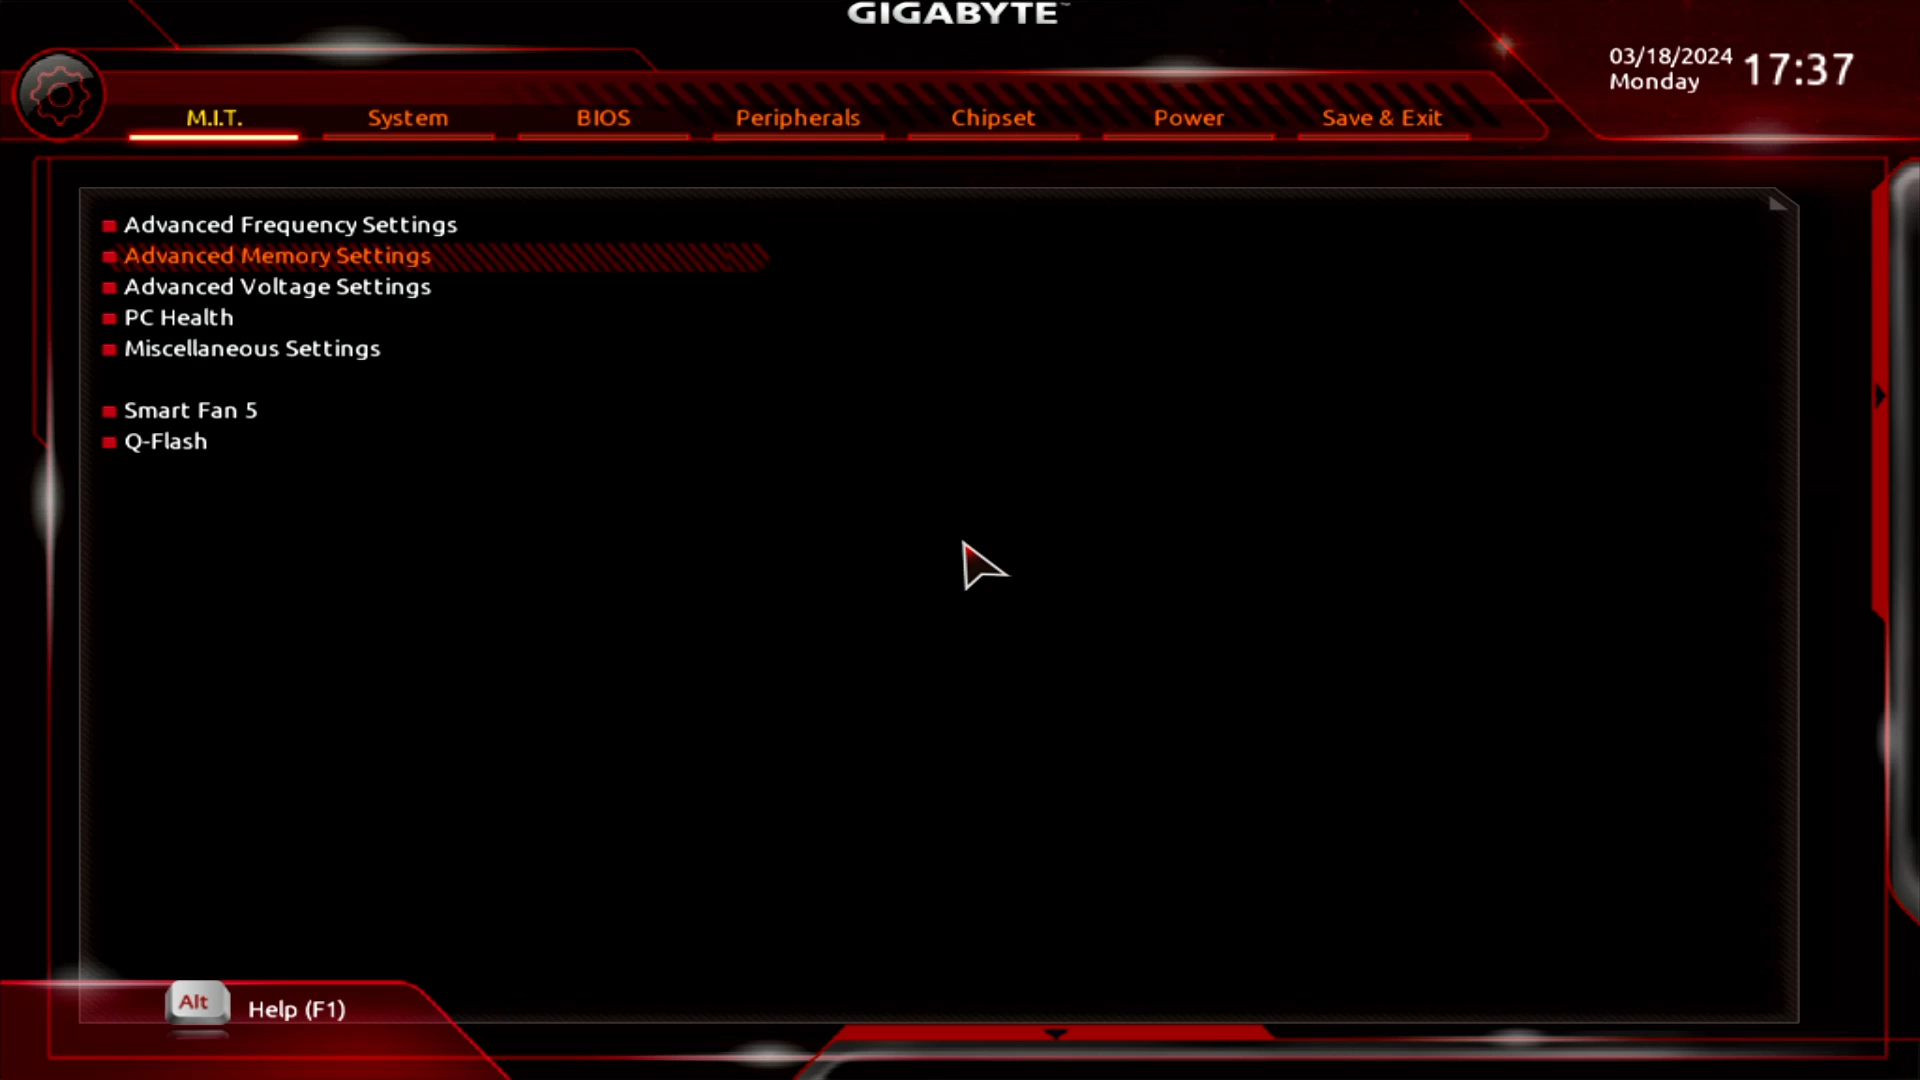 GIGABYTE™
03/18/2024
Monday
17:37
M.I.T. System BIOS Peripherals Chipset Power Save & Exit
Advanced Frequency Settings
Advanced Memory Settings
Advanced Voltage Settings
PC Health
Miscellaneous Settings
Smart Fan 5
Q-Flash
Alt Help (F1)